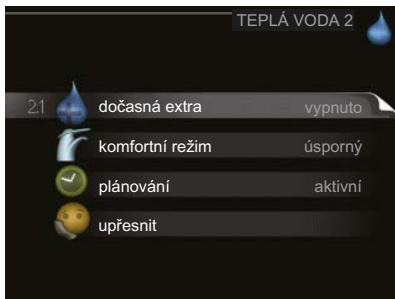 TEPLÁ VODA 2
2.1 dočasná extra vypnuto
komfortní režim úsporný
plánování aktivní
upřesnit